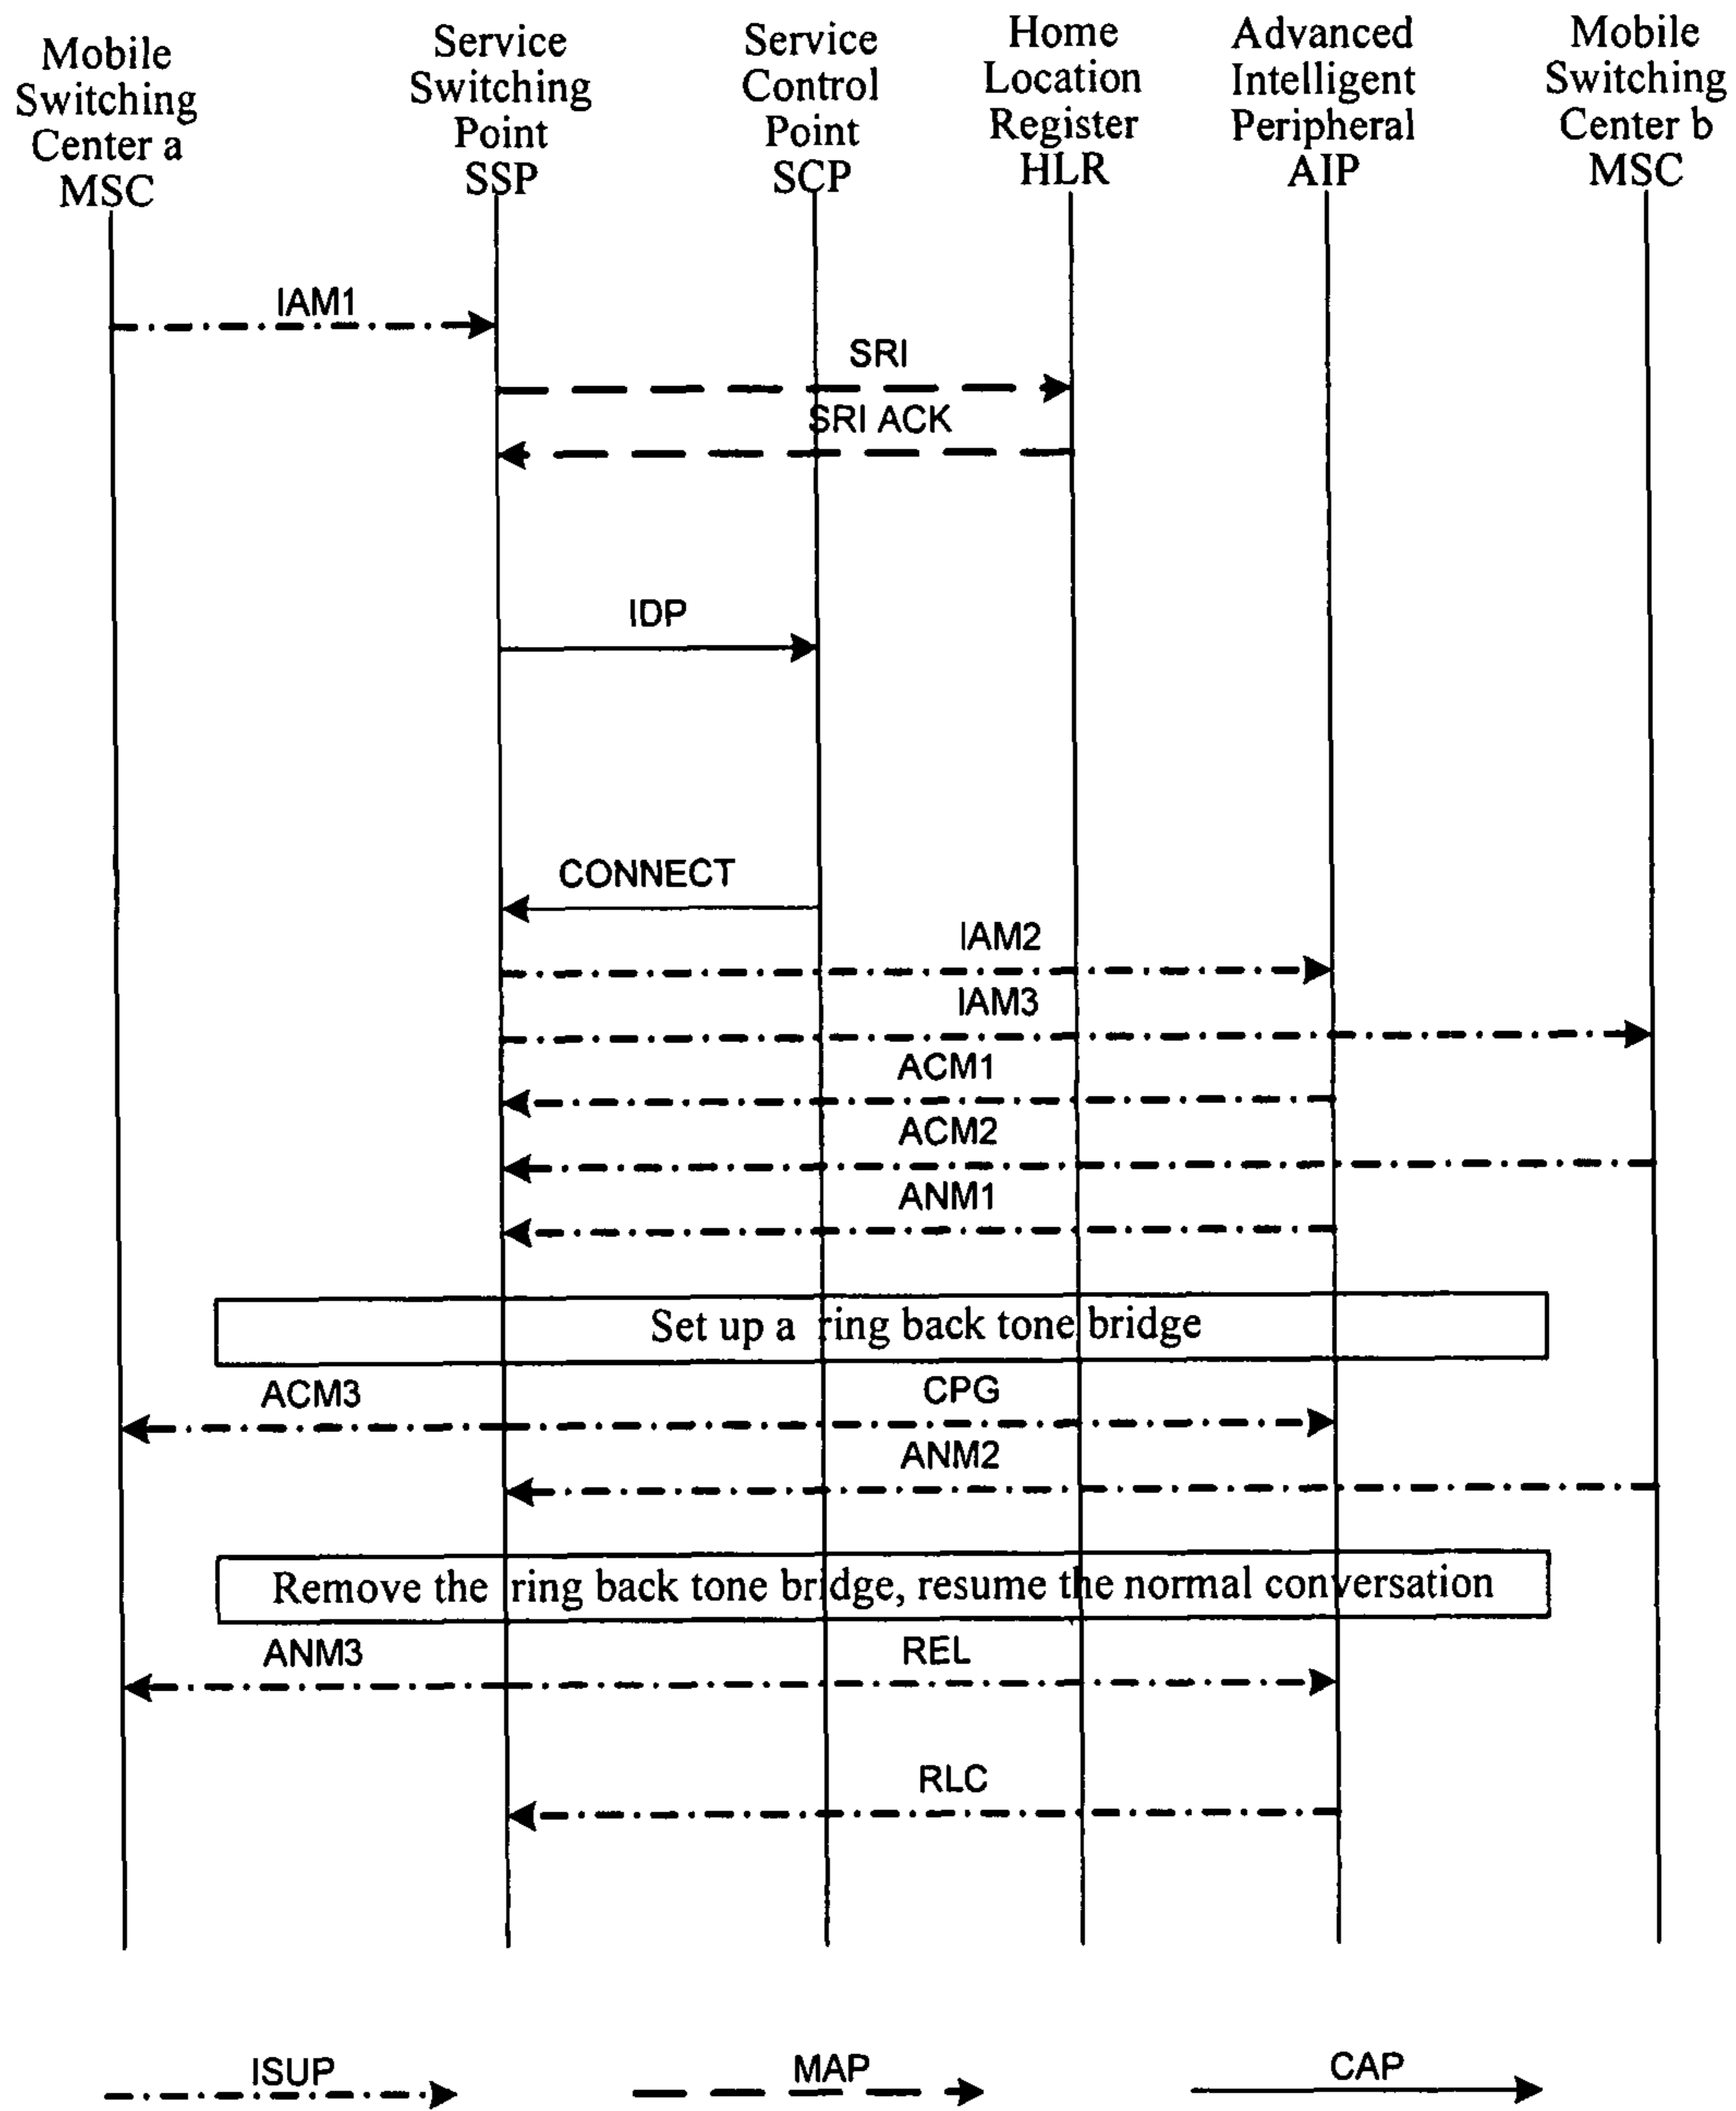 Mobile
Switching
Center a
MSC
Service
Switching
Point
SSP
Service
Control
Point
SCP
Home
Location
Register
HLR
Advanced
Intelligent
Peripheral
AIP
Mobile
Switching
Center b
MSC
IAM1
SRI
SRI ACK
IDP
CONNECT
IAM2
IAM3
ACM1
ACM2
ANM1
Set up a ring back tone bridge
ACM3 CPG
ANM2
Remove the ring back tone bridge, resume the normal conversation
ANM3 REL
RLC
ISUP MAP CAP